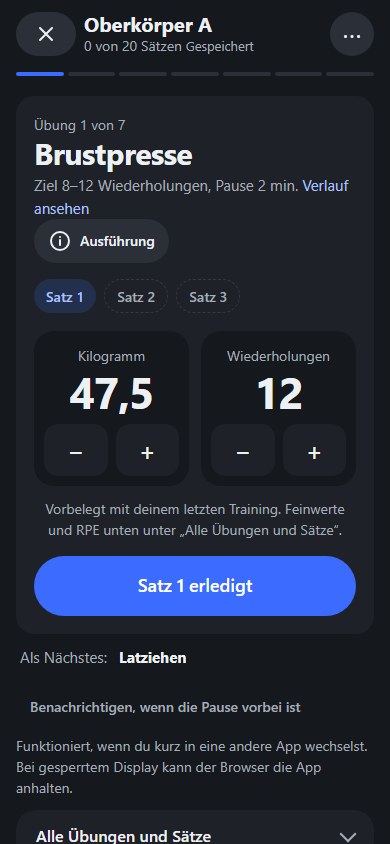 Oberkörper A
0 von 20 Sätzen Gespeichert
Übung 1 von 7
Brustpresse
Ziel 8–12 Wiederholungen, Pause 2 min. Verlauf
ansehen
Ausführung
Satz 1
Satz 2
Satz 3
Kilogramm
Wiederholungen
47,5
12
− +
− +
Vorbelegt mit deinem letzten Training. Feinwerte
und RPE unten unter „Alle Übungen und Sätze“.
Satz 1 erledigt
Als Nächstes: Latziehen
Benachrichtigen, wenn die Pause vorbei ist
Funktioniert, wenn du kurz in eine andere App wechselst.
Bei gesperrtem Display kann der Browser die App
anhalten.
Alle Übungen und Sätze